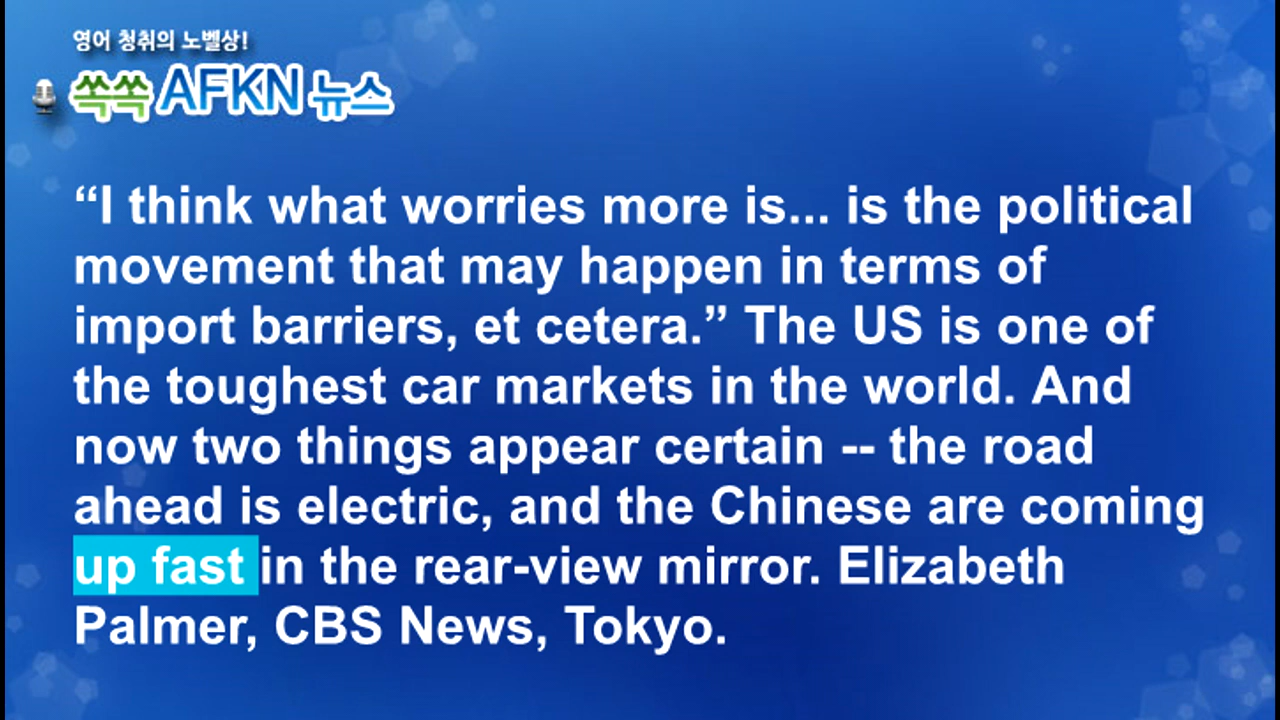 영어 청취의 노벨상!
쏙쏙 AFKN 뉴스
“I think what worries more is... is the political
movement that may happen in terms of
import barriers, et cetera.” The US is one of
the toughest car markets in the world. And
now two things appear certain -- the road
ahead is electric, and the Chinese are coming
up fast in the rear-view mirror. Elizabeth
Palmer, CBS News, Tokyo.